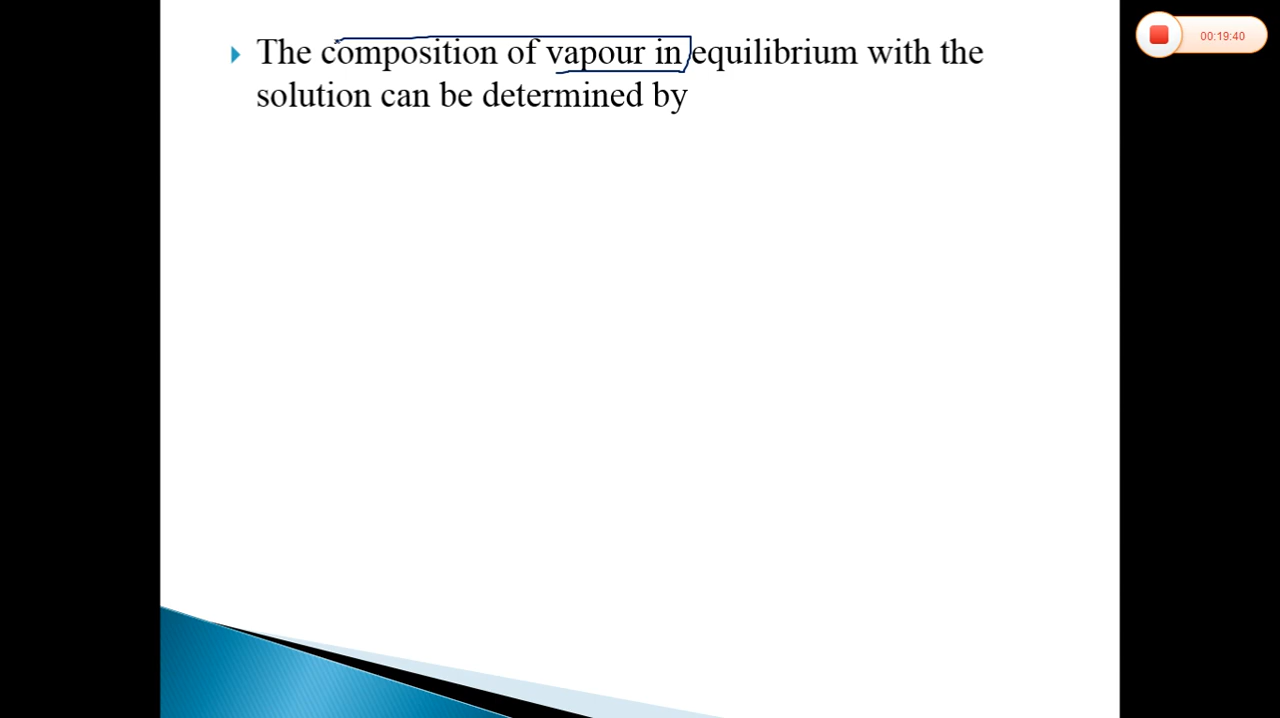 The composition of vapour in equilibrium with the
solution can be determined by
00:19:40